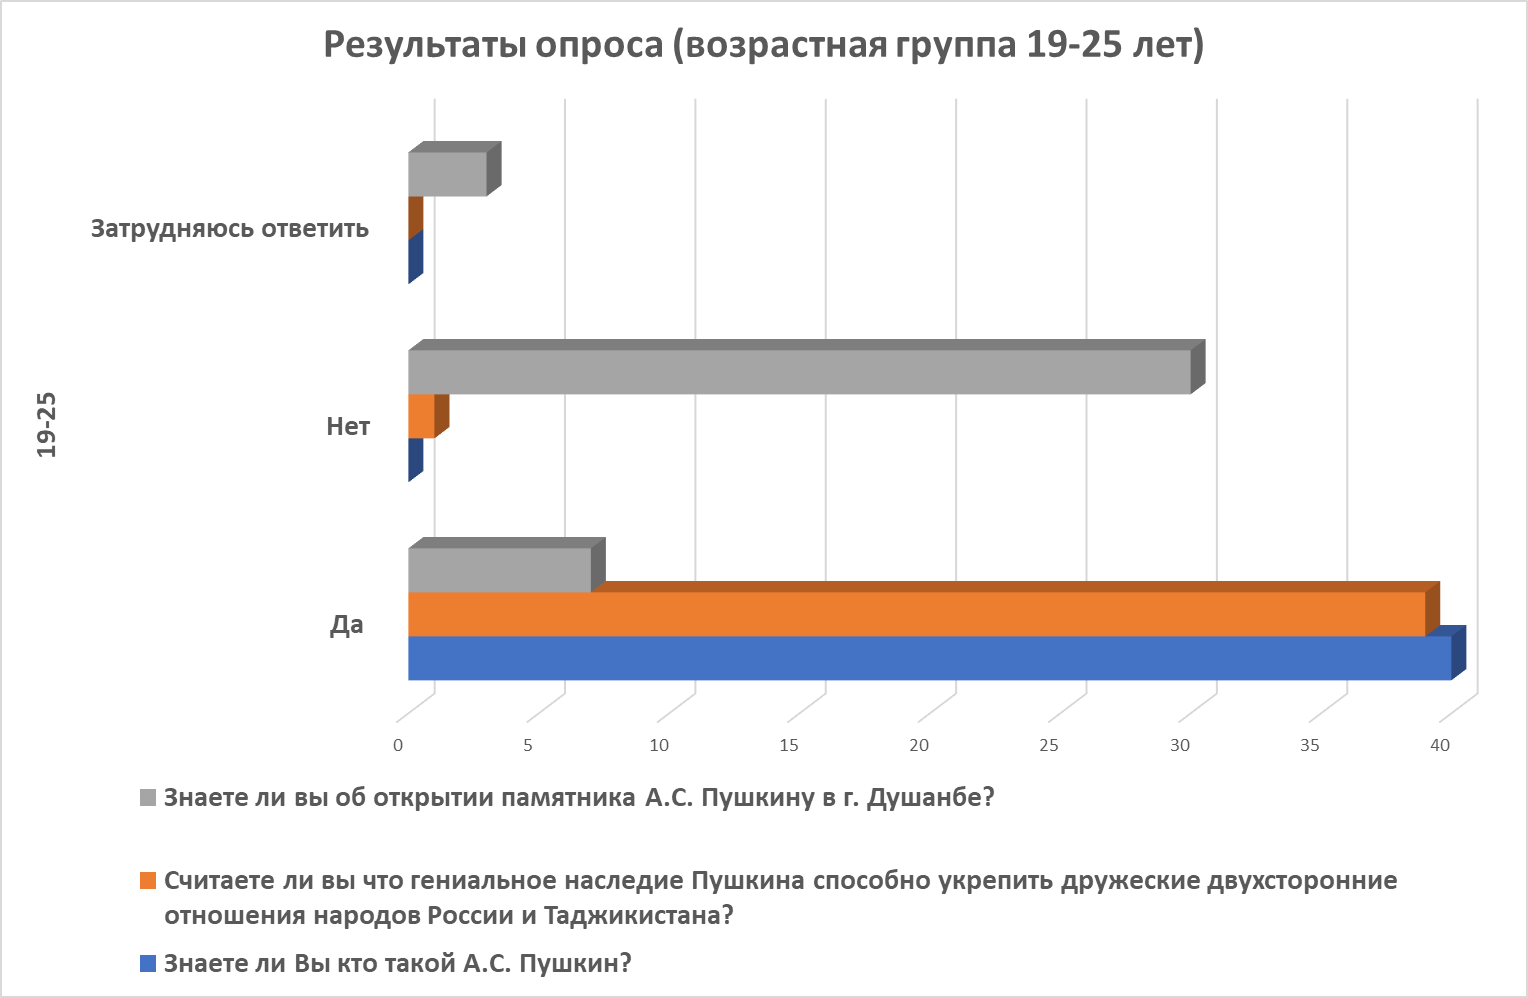 Результаты опроса (возрастная группа 19-25 лет)
Затрудняюсь ответить
Нет
Да
19-25
0 5 10 15 20 25 30 35 40
Знаете ли вы об открытии памятника А.С. Пушкину в г. Душанбе?
Считаете ли вы что гениальное наследие Пушкина способно укрепить дружеские двухсторонние
отношения народов России и Таджикистана?
Знаете ли Вы кто такой А.С. Пушкин?